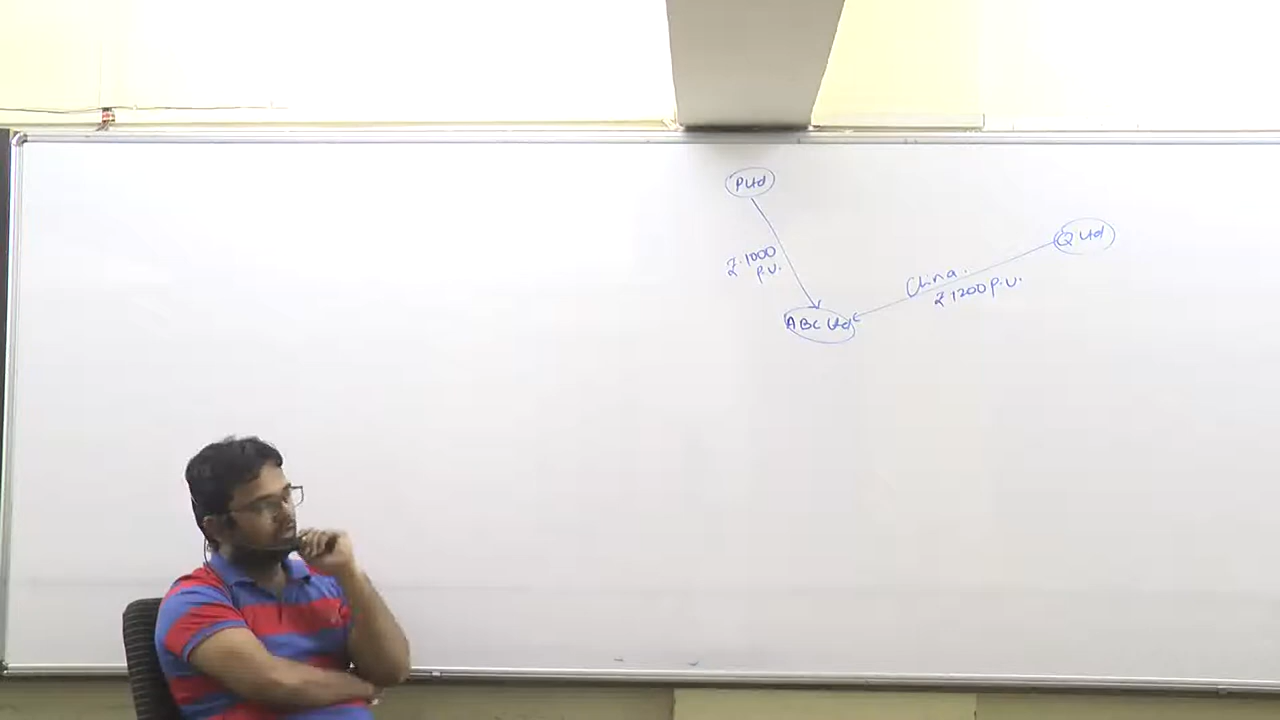 P Ltd
Q Ltd
₹.1000
p.u.
China.
₹1200 p.u.
ABC Ltd